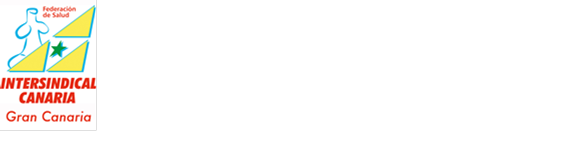 Federación
de Salud
INTERSINDICAL
CANARIA
Gran Canaria